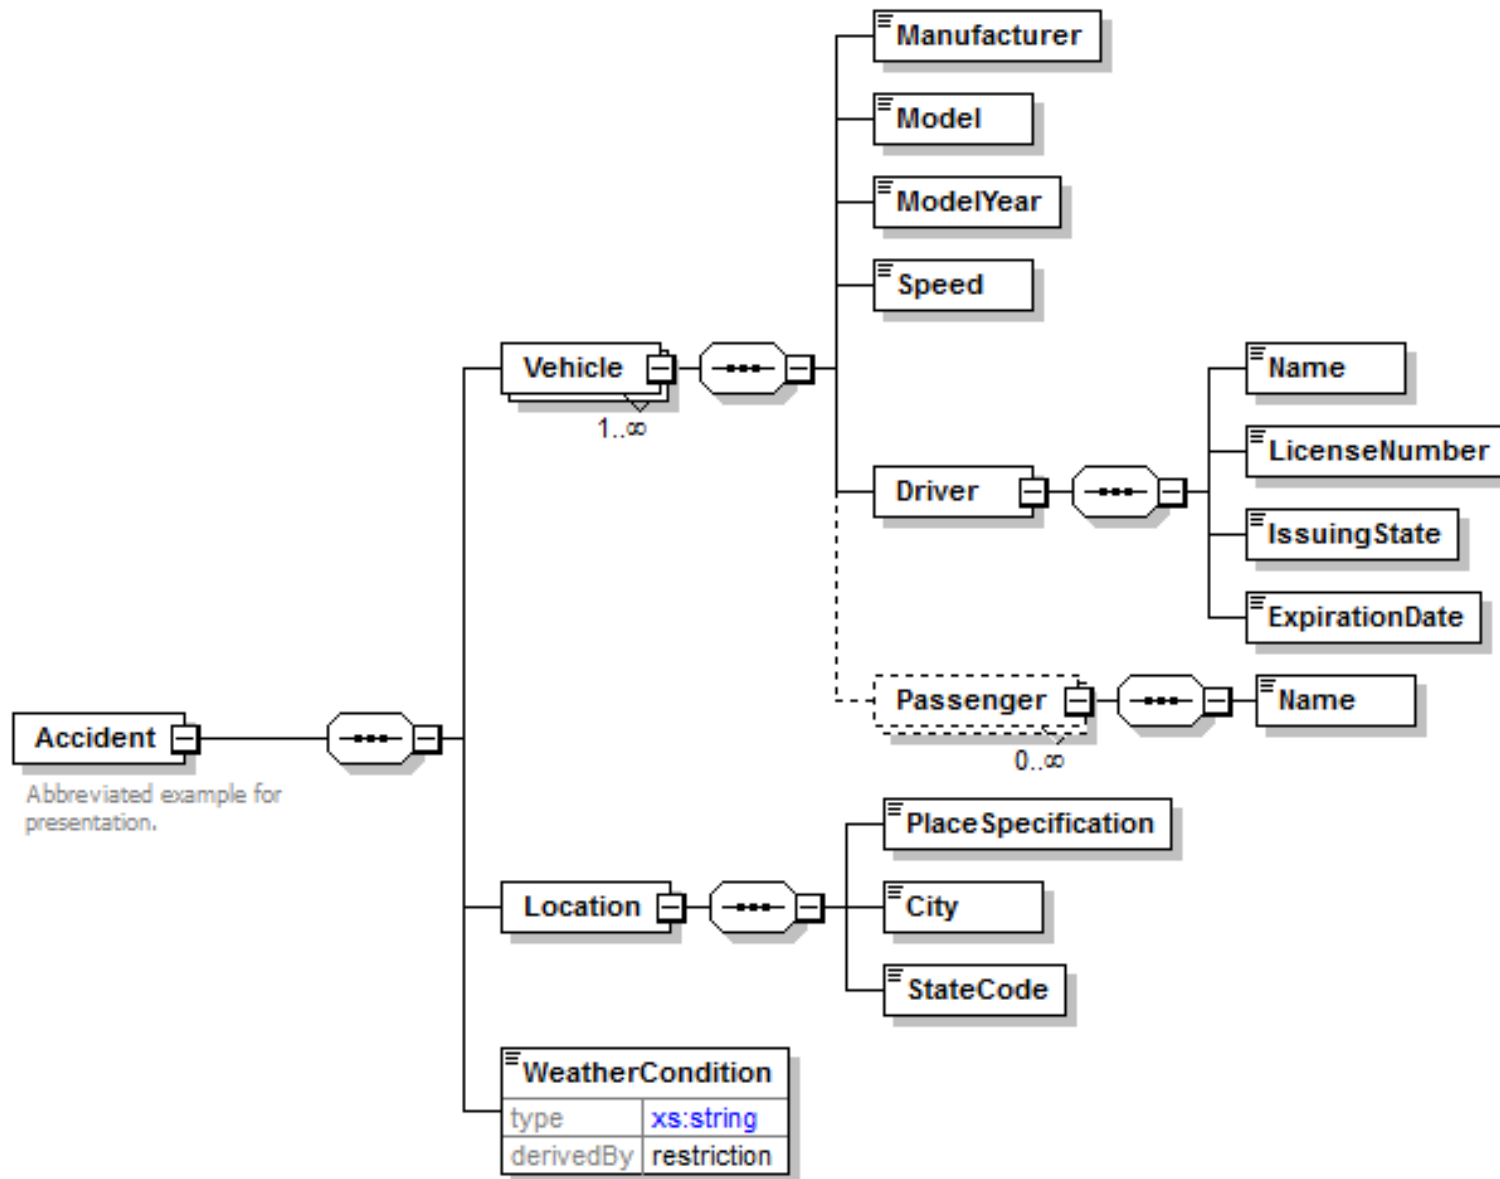 Manufacturer
Model
ModelYear
Speed
Vehicle
1..∞
Name
LicenseNumber
Driver
IssuingState
ExpirationDate
Passenger
0..∞
Name
Accident
Abbreviated example for
presentation.
PlaceSpecification
Location
City
StateCode
WeatherCondition
type xs:string
derivedBy restriction